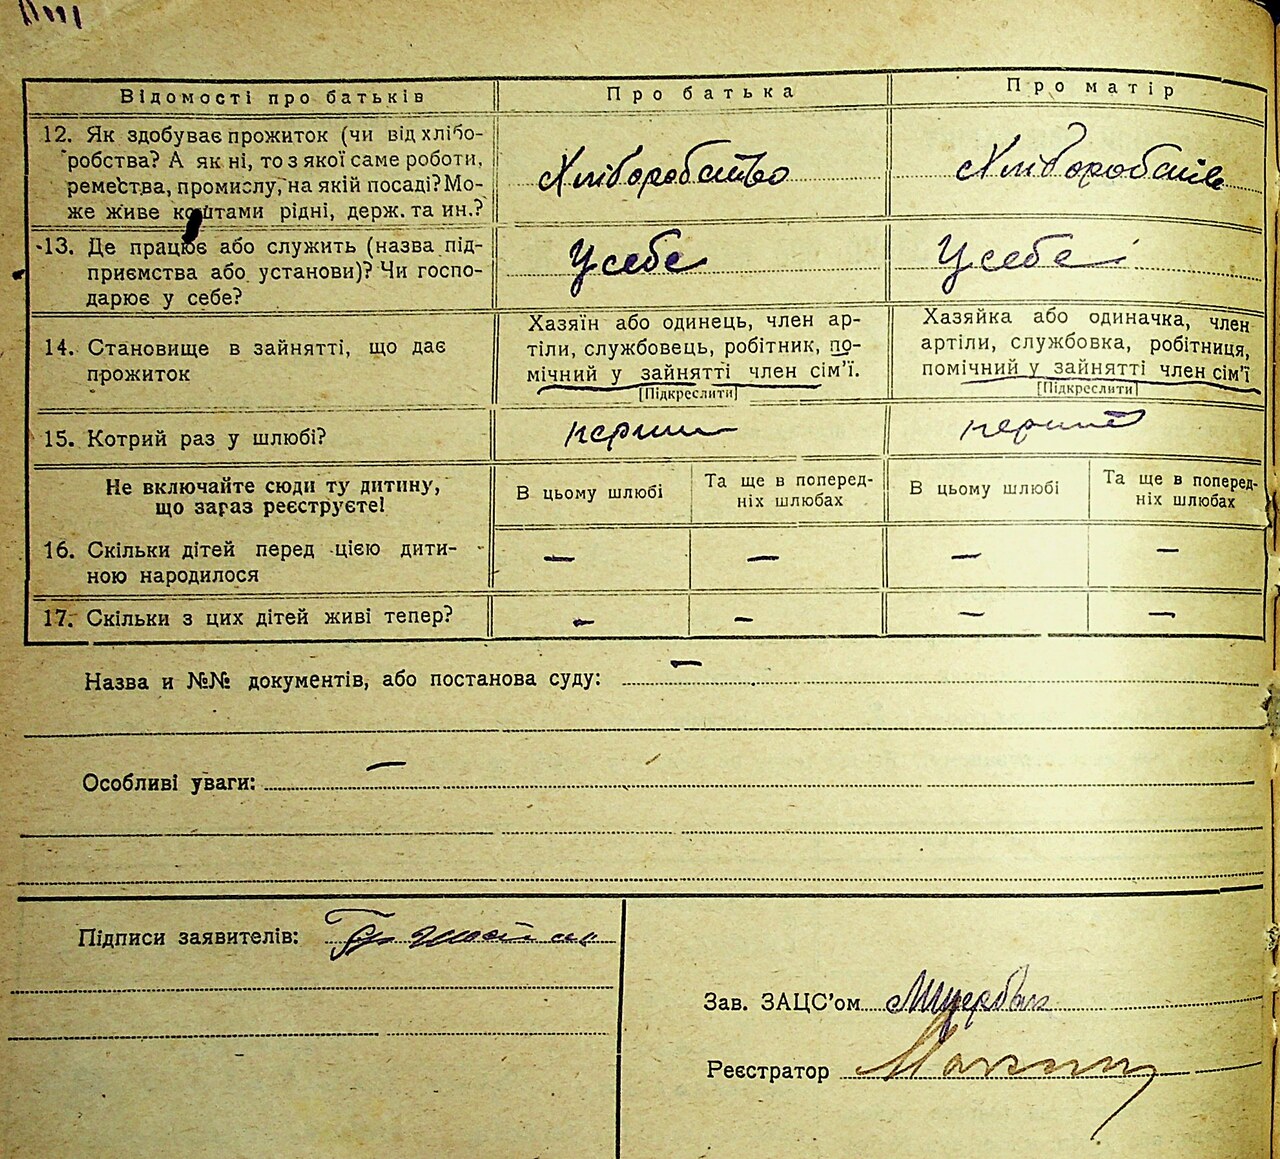 Відомості про батьків
Про батька
Про матір
12. Як здобуває прожиток (чи від хлібо-
робства? А як ні, то з якої саме роботи,
ремества, промислу, на якій посаді? Мо-
же живе коштами рідні, держ. та ин.?
Хліборобство
Хліборобств
13. Де працює або служить (назва під-
приємства або установи)? Чи госпо-
дарює у себе?
У себе
У себе
14. Становище в зайнятті, що дає
прожиток
Хазяїн або одинець, член ар-
тіли, службовець, робітник, по-
мічний у зайнятті член сім'ї.
[Підкреслити]
Хазяйка або одиначка, член
артіли, службовка, робітниця,
помічний у зайнятті член сім'ї
[Підкреслити]
15. Котрий раз у шлюбі?
перший
перший
Не включайте сюди ту дитину,
що зараз реєструєте!
В цьому шлюбі
Та ще в поперед-
ніх шлюбах
В цьому шлюбі
Та ще в поперед-
ніх шлюбах
16. Скільки дітей перед цією дити-
ною народилося
— — — —
17. Скільки з цих дітей живі тепер?
— — — —
Назва и №№ документів, або постанова суду: —
Особливі уваги: —
Підписи заявителів:
Зав. ЗАЦС'ом Щербак
Реєстратор